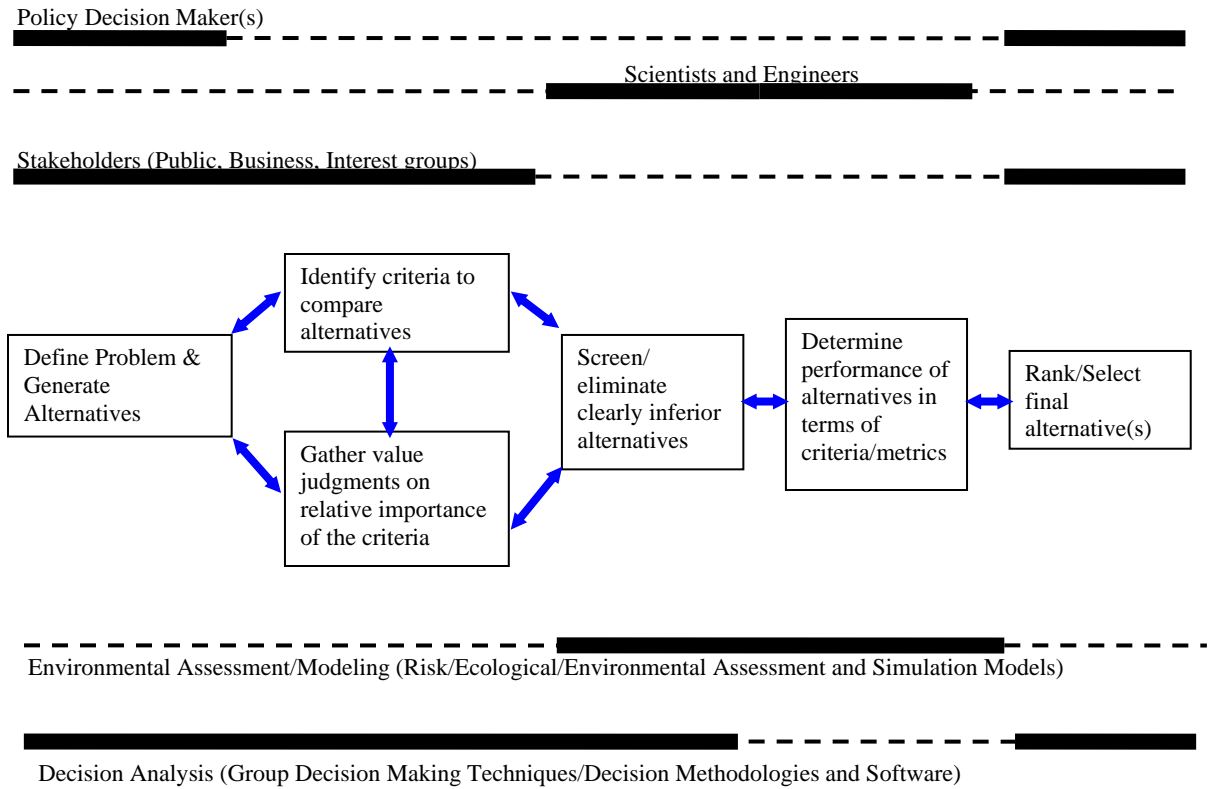 Policy Decision Maker(s)
Scientists and Engineers
Stakeholders (Public, Business, Interest groups)
Identify criteria to
compare
alternatives
Define Problem &
Generate
Alternatives
Gather value
judgments on
relative importance
of the criteria
Screen/
eliminate
clearly inferior
alternatives
Determine
performance of
alternatives in
terms of
criteria/metrics
Rank/Select
final
alternative(s)
Environmental Assessment/Modeling (Risk/Ecological/Environmental Assessment and Simulation Models)
Decision Analysis (Group Decision Making Techniques/Decision Methodologies and Software)